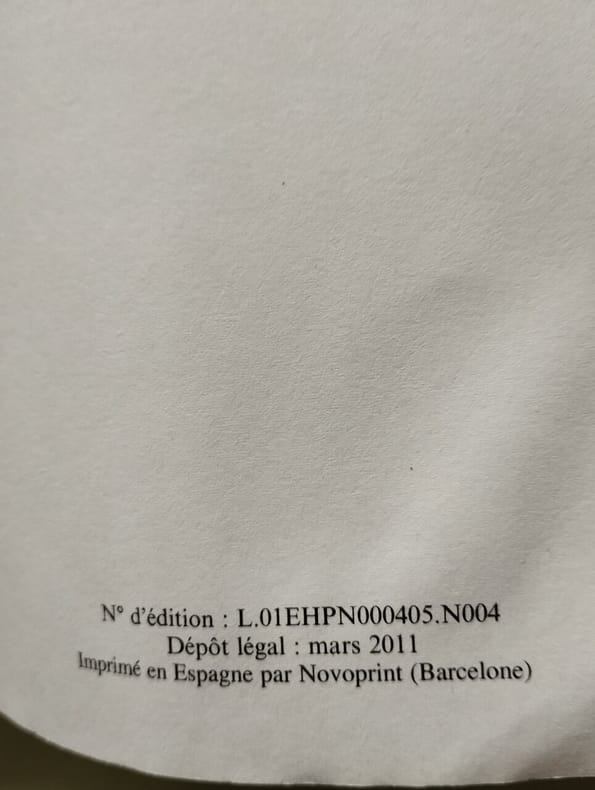 N° d'édition : L.01EHPN000405.N004
Dépôt légal : mars 2011
Imprimé en Espagne par Novoprint (Barcelone)